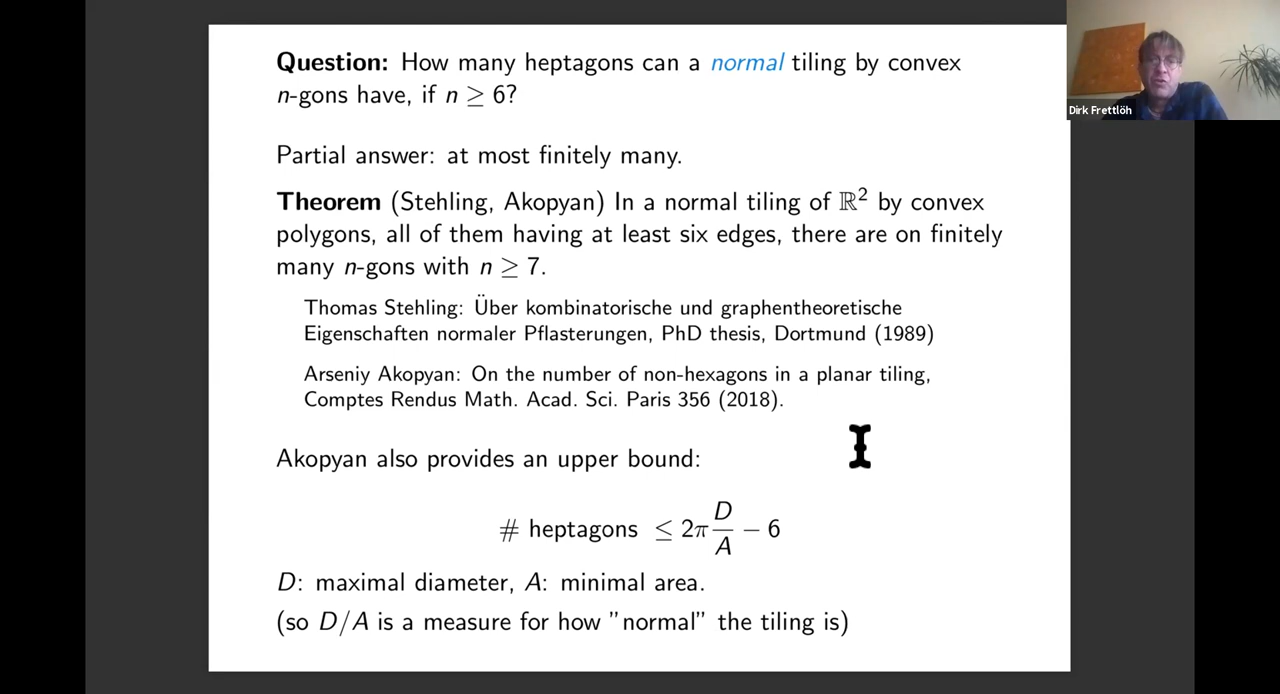 Question: How many heptagons can a normal tiling by convex
n-gons have, if n ≥ 6?
Partial answer: at most finitely many.
Theorem (Stehling, Akopyan) In a normal tiling of ℝ² by convex
polygons, all of them having at least six edges, there are on finitely
many n-gons with n ≥ 7.
Thomas Stehling: Über kombinatorische und graphentheoretische
Eigenschaften normaler Pflasterungen, PhD thesis, Dortmund (1989)
Arseniy Akopyan: On the number of non-hexagons in a planar tiling,
Comptes Rendus Math. Acad. Sci. Paris 356 (2018).
Akopyan also provides an upper bound:
# heptagons ≤ 2π D/A − 6
D: maximal diameter, A: minimal area.
(so D/A is a measure for how "normal" the tiling is)
Dirk Frettlöh